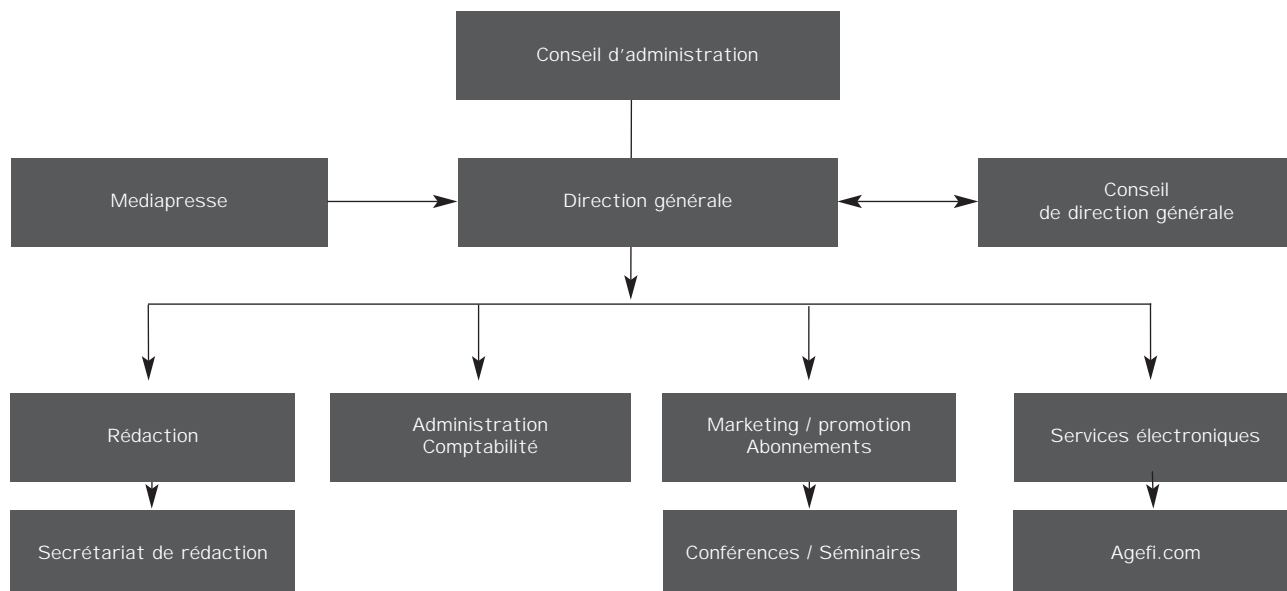 Conseil d'administration
Mediapresse
Direction générale
Conseil
de direction générale
Rédaction
Administration
Comptabilité
Marketing / promotion
Abonnements
Services électroniques
Secrétariat de rédaction
Conférences / Séminaires
Agefi.com